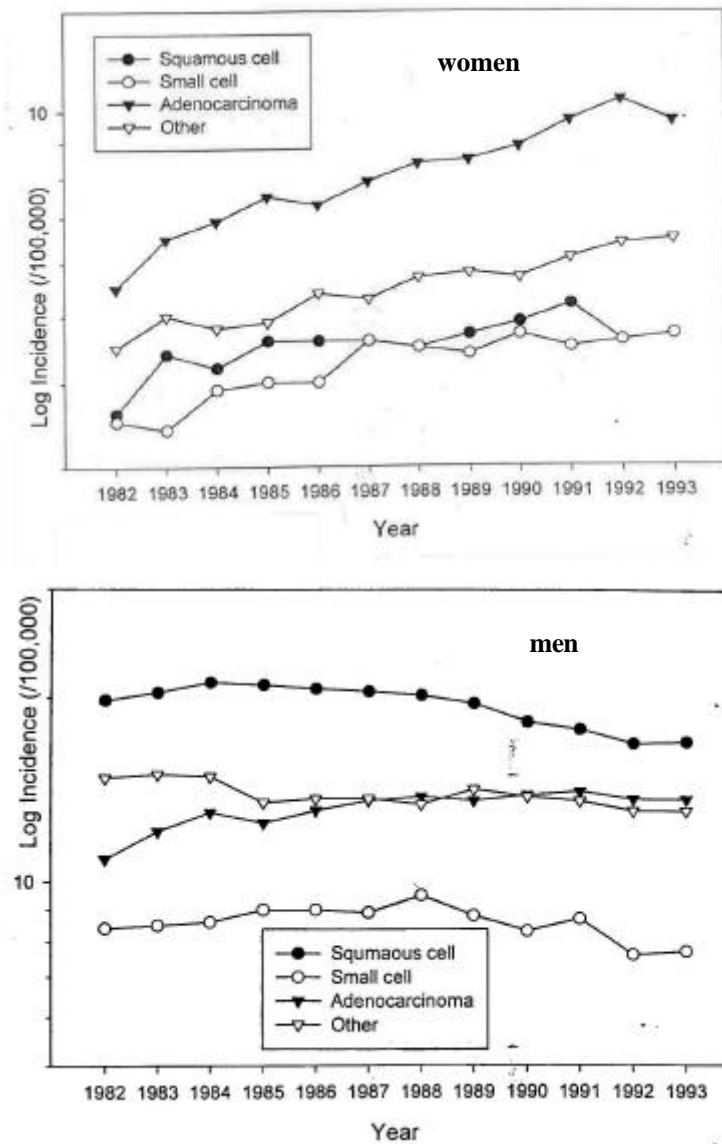 women
Squamous cell
Small cell
Adenocarcinoma
Other
10
Log Incidence (/100,000)
1982 1983 1984 1985 1986 1987 1988 1989 1990 1991 1992 1993
Year
men
Log Incidence (/100,000)
10
Squmaous cell
Small cell
Adenocarcinoma
Other
1982 1983 1984 1985 1986 1987 1988 1989 1990 1991 1992 1993
Year